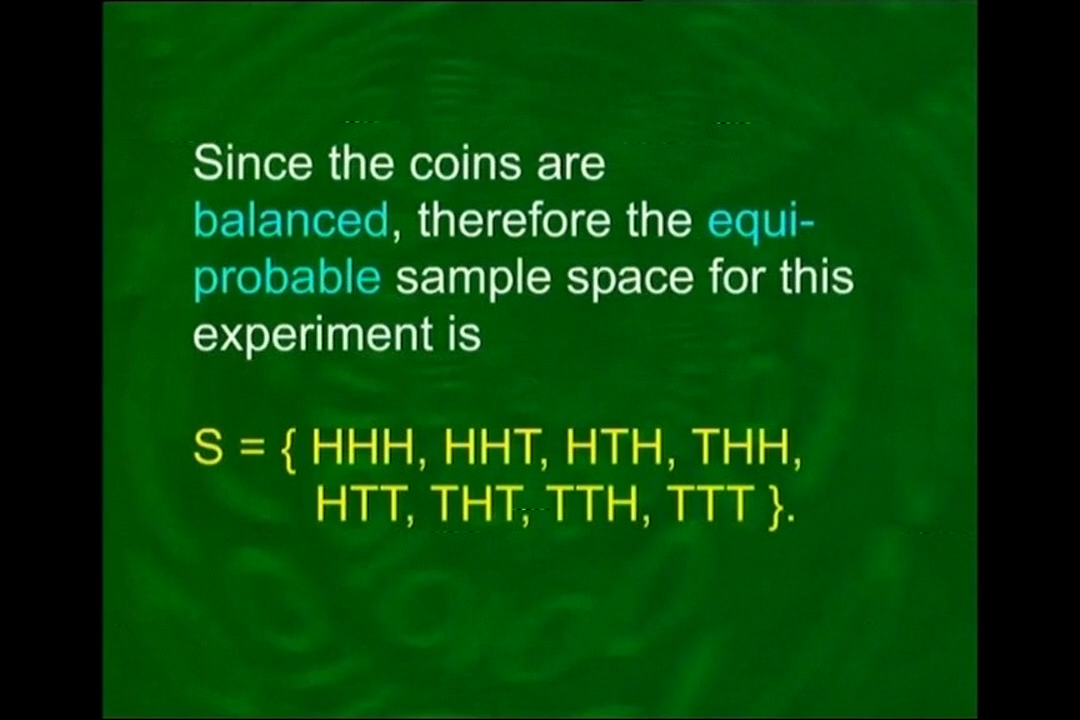 Since the coins are
balanced, therefore the equi-
probable sample space for this
experiment is
S = { HHH, HHT, HTH, THH,
HTT, THT, TTH, TTT }.